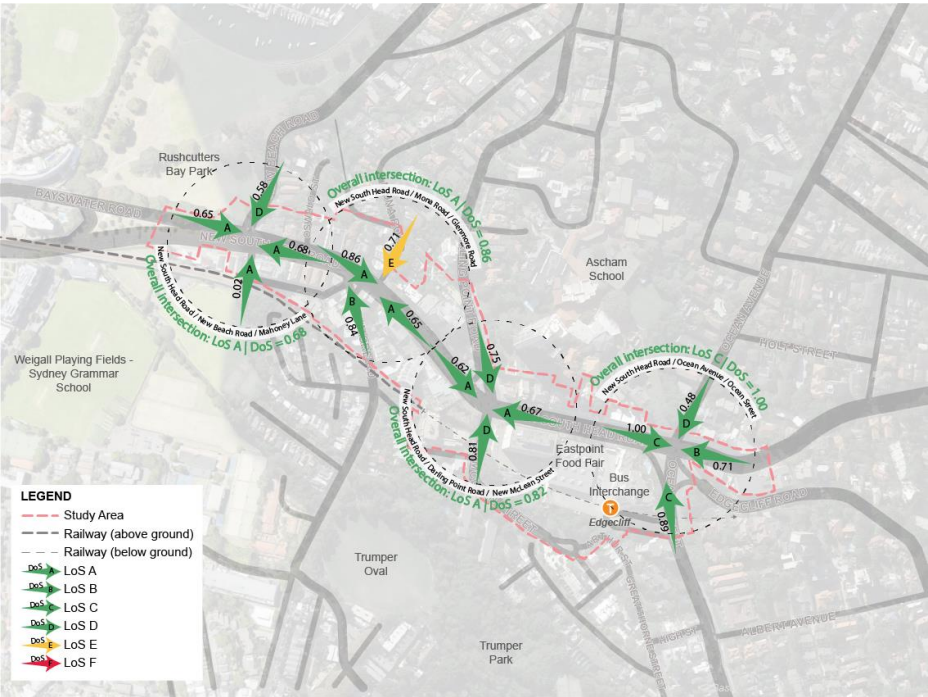 Rushcutters
Bay Park
BAYSWATER ROAD
0.65
A
0.58
D
0.68
A
0.02
A
New South Head Road / New Beach Road / Mahoney Lane
Overall intersection: LoS A | DoS = 0.68
Overall intersection: LoS A | DoS = 0.86
New South Head Road / Mona Road / Glenmore Road
0.71
E
0.86
A
B
0.84
A
0.65
Ascham
School
Weigall Playing Fields -
Sydney Grammar
School
0.62
A
0.75
D
A
0.67
D
0.81
New South Head Road / Darling Point Road / New McLean Street
Overall intersection: LoS A | DoS = 0.82
HOLT STREET
Overall intersection: LoS C | DoS = 1.00
New South Head Road / Ocean Avenue / Ocean Street
0.48
D
1.00
C
B
0.71
C
0.89
Eastpoint
Food Fair
Bus
Interchange
T
Edgecliff
Trumper
Oval
Trumper
Park
ALBERT AVENUE
LEGEND
Study Area
Railway (above ground)
Railway (below ground)
DoS A LoS A
DoS B LoS B
DoS C LoS C
DoS D LoS D
DoS E LoS E
DoS F LoS F